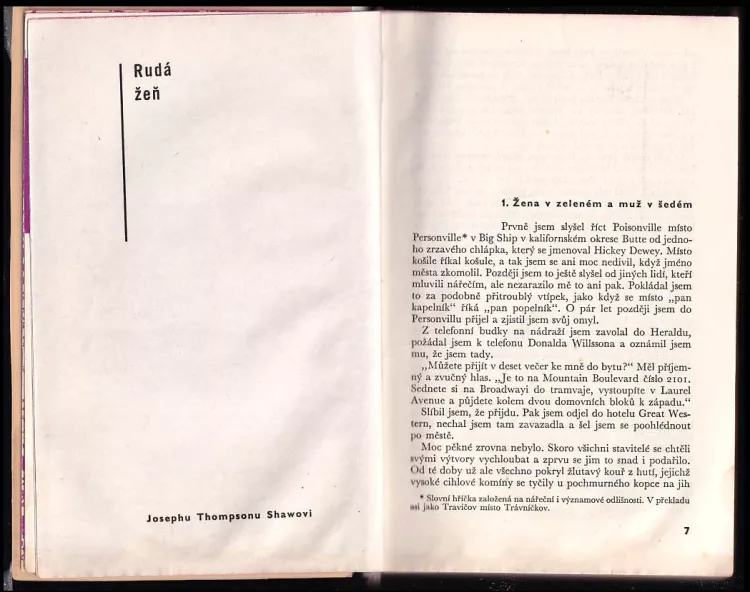 Rudá
žeň
Josephu Thompsonu Shawovi
1. Žena v zeleném a muž v šedém
Prvně jsem slyšel říct Poisonville místo
Personville* v Big Ship v kalifornském okrese Butte od jedno-
ho zrzavého chlápka, který se jmenoval Hickey Dewey. Místo
košile říkal košule, a tak jsem se ani moc nedivil, když jméno
města zkomolil. Později jsem to ještě slyšel od jiných lidí, kteří
mluvili nářečím, ale nezarazilo mě to ani pak. Pokládal jsem
to za podobně přitroublý vtípek, jako když se místo „pan
kapelník“ říká „pan popelník“. O pár let později jsem do
Personvillu přijel a zjistil jsem svůj omyl.
Z telefonní budky na nádraží jsem zavolal do Heraldu,
požádal jsem k telefonu Donalda Willssona a oznámil jsem
mu, že jsem tady.
„Můžete přijít v deset večer ke mně do bytu?“ Měl příjem-
ný a zvučný hlas. „Je to na Mountain Boulevard číslo 2101.
Sednete si na Broadwayi do tramvaje, vystoupíte v Laurel
Avenue a půjdete kolem dvou domovních bloků k západu.“
Slíbil jsem, že přijdu. Pak jsem odjel do hotelu Great Wes-
tern, nechal jsem tam zavazadla a šel jsem se poohlédnout
po městě.
Moc pěkné zrovna nebylo. Skoro všichni stavitelé se chtěli
svými výtvory vychloubat a zprvu se jim to snad i podařilo.
Od té doby už ale všechno pokryl žlutavý kouř z hutí, jejichž
vysoké cihlové komíny se tyčily u pochmurného kopce na jih
* Slovní hříčka založená na nářeční i významové odlišnosti. V překladu
asi jako Travičov místo Trávníčkov.
7